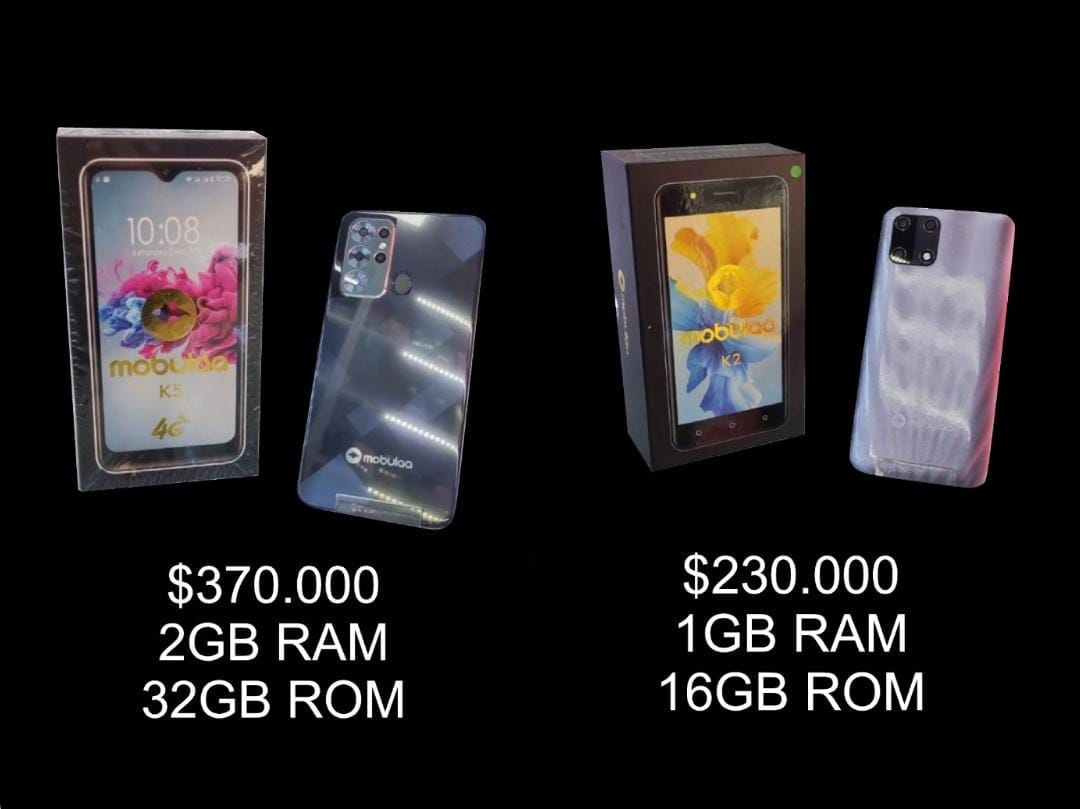 10:08
mobulaa
K5
4G
mobulaa
$370.000
2GB RAM
32GB ROM
mobulaa
K2
mobulaa
$230.000
1GB RAM
16GB ROM